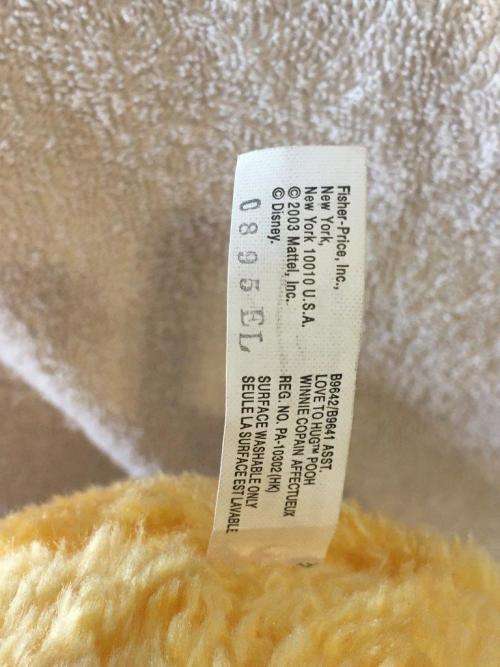 Fisher-Price, Inc.,
New York,
New York 10010 U.S.A.
© 2003 Mattel, Inc.
© Disney.
0895EL
B9642/B9641 ASST.
LOVE TO HUG™ POOH
WINNIE COPAIN AFFECTUEUX
REG. NO. PA-10302(HK)
SURFACE WASHABLE ONLY
SEULE LA SURFACE EST LAVABLE